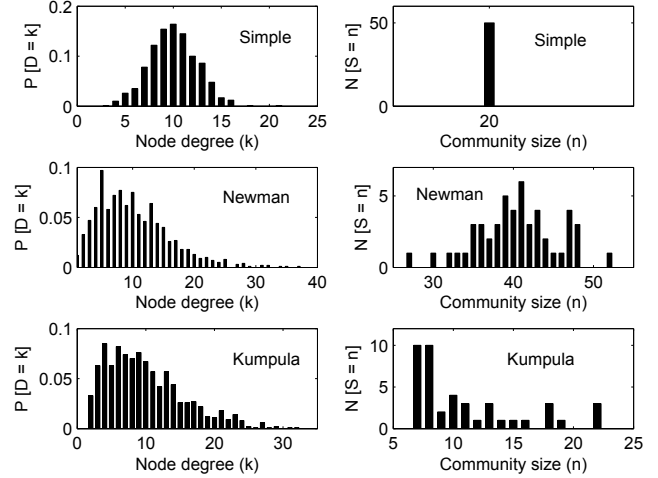 0.2
0.1
0
P [D = k]
Simple
0 5 10 15 20 25
Node degree (k)
50
0
N [S = n]
Simple
20
Community size (n)
0.1
0.05
0
P [D = k]
Newman
10 20 30 40
Node degree (k)
5
0
N [S = n]
Newman
30 40 50
Community size (n)
0.1
0.05
0
P [D = k]
Kumpula
0 10 20 30
Node degree (k)
10
5
0
N [S = n]
Kumpula
5 10 15 20 25
Community size (n)